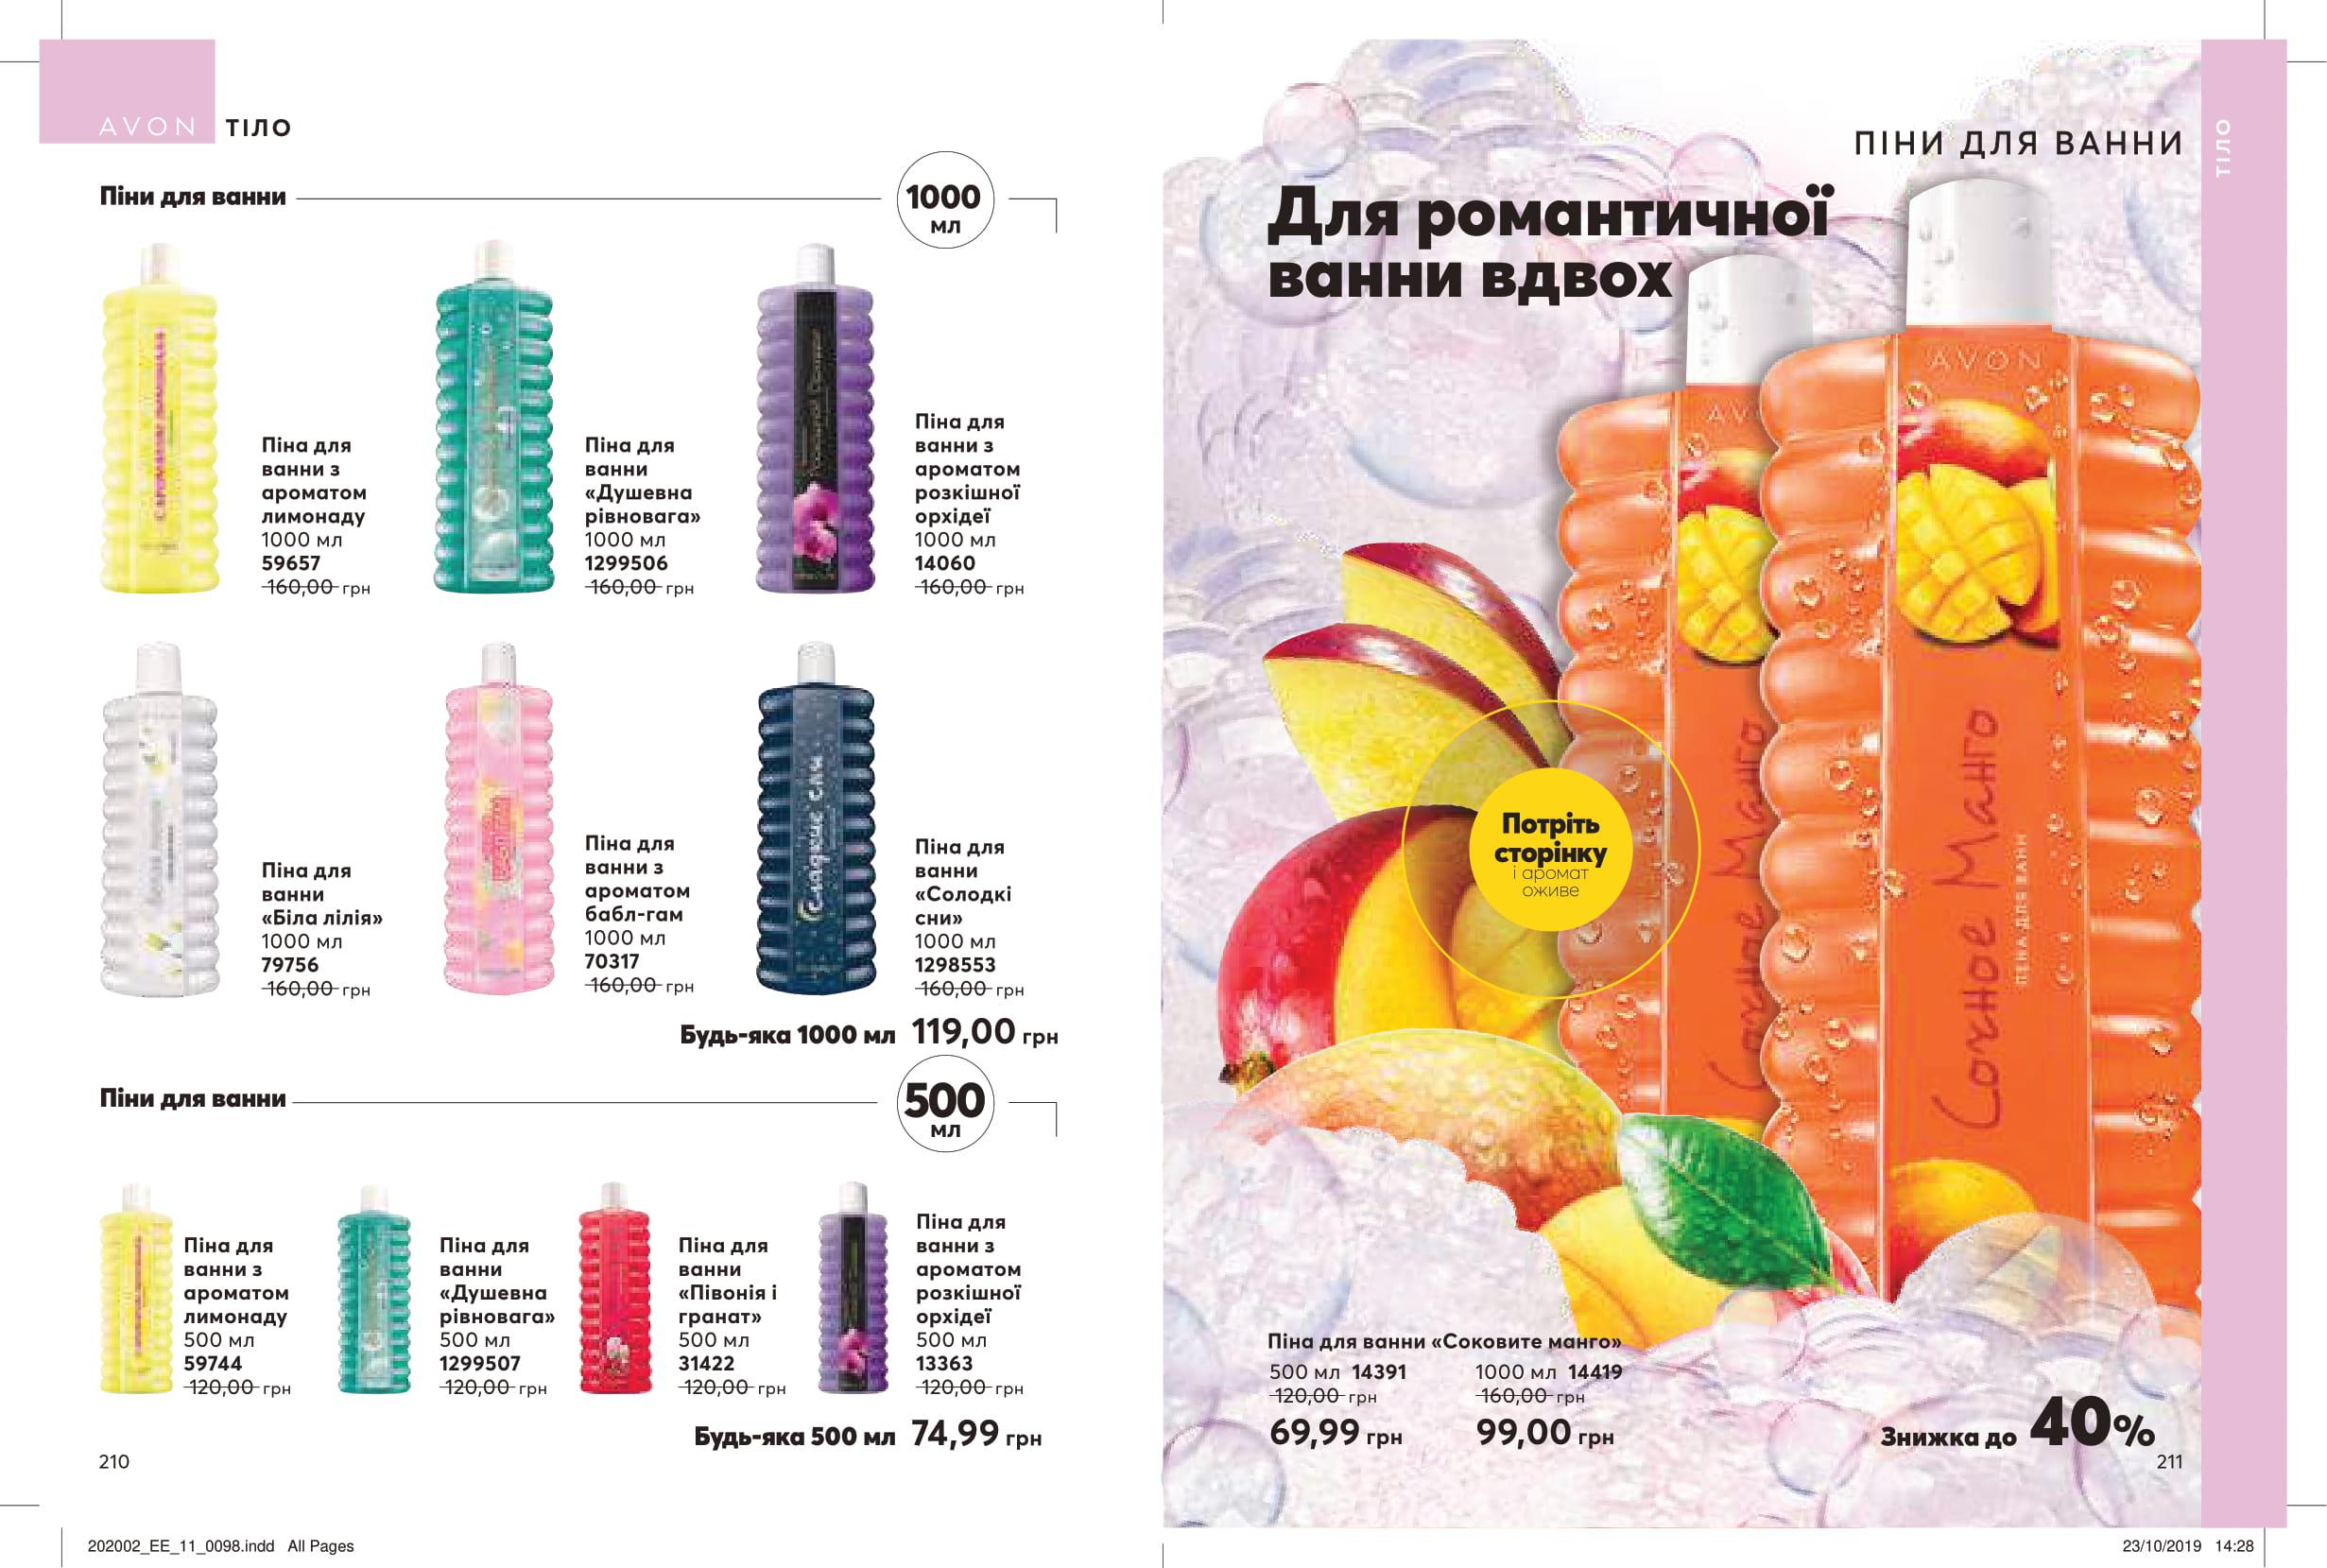 AVON ТІЛО
Піни для ванни
1000
мл
Піна для
ванни з
ароматом
лимонаду
1000 мл
59657
160,00 грн
Піна для
ванни
«Душевна
рівновага»
1000 мл
1299506
160,00 грн
Піна для
ванни з
ароматом
розкішної
орхідеї
1000 мл
14060
160,00 грн
Піна для
ванни
«Біла лілія»
1000 мл
79756
160,00 грн
Піна для
ванни з
ароматом
бабл-гам
1000 мл
70317
160,00 грн
Сладкие сны
Піна для
ванни
«Солодкі
сни»
1000 мл
1298553
160,00 грн
Будь-яка 1000 мл 119,00 грн
Піни для ванни
500
мл
Піна для
ванни з
ароматом
лимонаду
500 мл
59744
120,00 грн
Піна для
ванни
«Душевна
рівновага»
500 мл
1299507
120,00 грн
Піна для
ванни
«Півонія і
гранат»
500 мл
31422
120,00 грн
Піна для
ванни з
ароматом
розкішної
орхідеї
500 мл
13363
120,00 грн
Будь-яка 500 мл 74,99 грн
210
ПІНИ ДЛЯ ВАННИ
ТІЛО
Для романтичної
ванни вдвох
AVON
Сочное Манго
AVON
Сочное Манго
ПЕНА ДЛЯ ВАНН
Потріть
сторінку
і аромат
оживе
Піна для ванни «Соковите манго»
500 мл 14391
120,00 грн
69,99 грн
1000 мл 14419
160,00 грн
99,00 грн
Знижка до 40%
211
202002_EE_11_0098.indd All Pages
23/10/2019 14:28